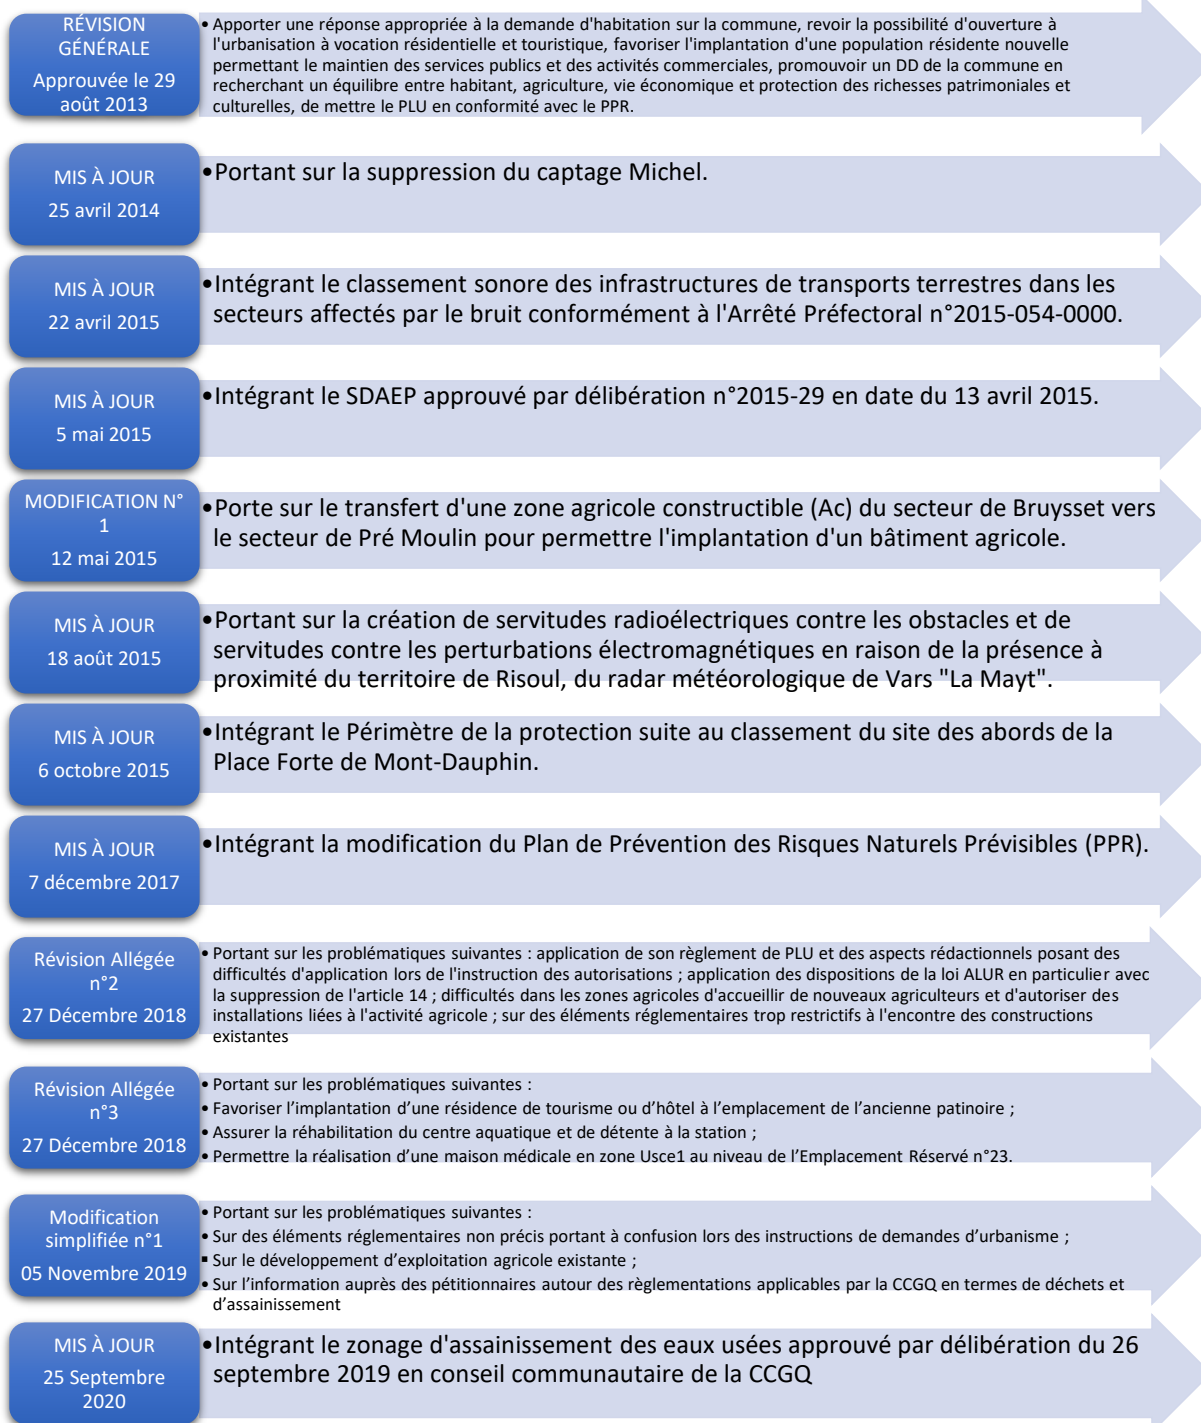 RÉVISION
GÉNÉRALE
Approuvée le 29
août 2013
• Apporter une réponse appropriée à la demande d'habitation sur la commune, revoir la possibilité d'ouverture à
l'urbanisation à vocation résidentielle et touristique, favoriser l'implantation d'une population résidente nouvelle
permettant le maintien des services publics et des activités commerciales, promouvoir un DD de la commune en
recherchant un équilibre entre habitant, agriculture, vie économique et protection des richesses patrimoniales et
culturelles, de mettre le PLU en conformité avec le PPR.
MIS À JOUR
25 avril 2014
•Portant sur la suppression du captage Michel.
MIS À JOUR
22 avril 2015
•Intégrant le classement sonore des infrastructures de transports terrestres dans les
secteurs affectés par le bruit conformément à l'Arrêté Préfectoral n°2015-054-0000.
MIS À JOUR
5 mai 2015
•Intégrant le SDAEP approuvé par délibération n°2015-29 en date du 13 avril 2015.
MODIFICATION N°
1
12 mai 2015
•Porte sur le transfert d'une zone agricole constructible (Ac) du secteur de Bruysset vers
le secteur de Pré Moulin pour permettre l'implantation d'un bâtiment agricole.
MIS À JOUR
18 août 2015
•Portant sur la création de servitudes radioélectriques contre les obstacles et de
servitudes contre les perturbations électromagnétiques en raison de la présence à
proximité du territoire de Risoul, du radar météorologique de Vars "La Mayt".
MIS À JOUR
6 octobre 2015
•Intégrant le Périmètre de la protection suite au classement du site des abords de la
Place Forte de Mont-Dauphin.
MIS À JOUR
7 décembre 2017
•Intégrant la modification du Plan de Prévention des Risques Naturels Prévisibles (PPR).
Révision Allégée
n°2
27 Décembre 2018
• Portant sur les problématiques suivantes : application de son règlement de PLU et des aspects rédactionnels posant des
difficultés d'application lors de l'instruction des autorisations ; application des dispositions de la loi ALUR en particulier avec
la suppression de l'article 14 ; difficultés dans les zones agricoles d'accueillir de nouveaux agriculteurs et d'autoriser des
installations liées à l'activité agricole ; sur des éléments réglementaires trop restrictifs à l'encontre des constructions
existantes
Révision Allégée
n°3
27 Décembre 2018
• Portant sur les problématiques suivantes :
• Favoriser l’implantation d’une résidence de tourisme ou d’hôtel à l’emplacement de l’ancienne patinoire ;
• Assurer la réhabilitation du centre aquatique et de détente à la station ;
• Permettre la réalisation d’une maison médicale en zone Usce1 au niveau de l’Emplacement Réservé n°23.
Modification
simplifiée n°1
05 Novembre 2019
• Portant sur les problématiques suivantes :
• Sur des éléments réglementaires non précis portant à confusion lors des instructions de demandes d’urbanisme ;
▪ Sur le développement d’exploitation agricole existante ;
• Sur l’information auprès des pétitionnaires autour des règlementations applicables par la CCGQ en termes de déchets et
d’assainissement
MIS À JOUR
25 Septembre
2020
•Intégrant le zonage d'assainissement des eaux usées approuvé par délibération du 26
septembre 2019 en conseil communautaire de la CCGQ